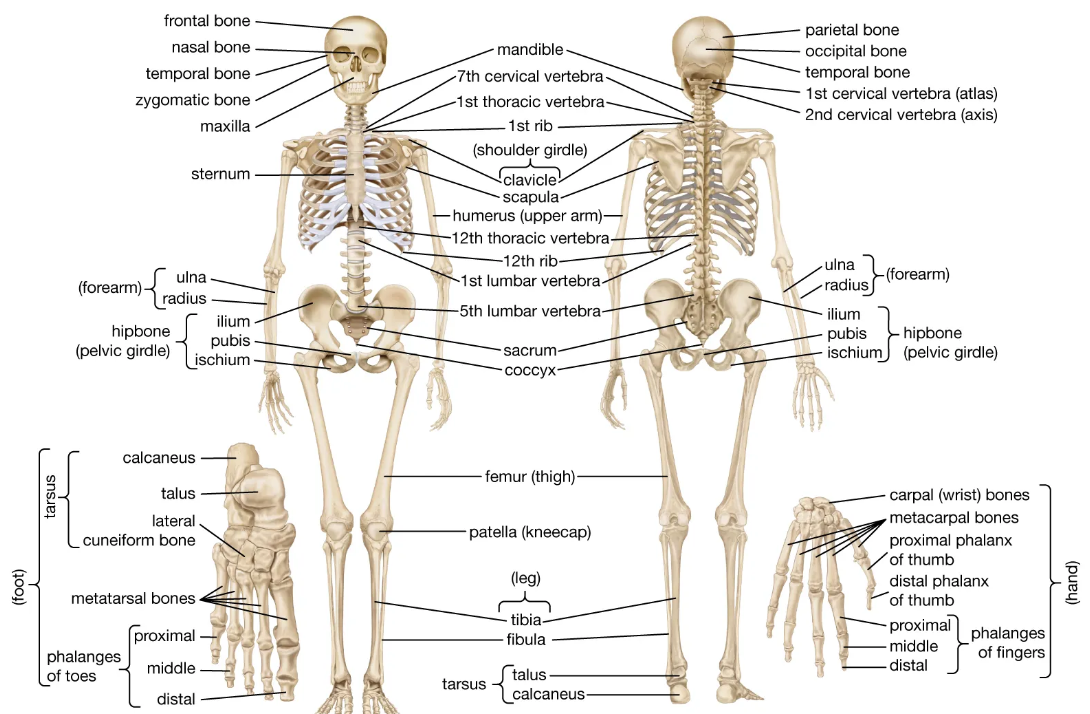 frontal bone
nasal bone
temporal bone
zygomatic bone
maxilla
sternum
(forearm)
ulna
radius
hipbone
(pelvic girdle)
ilium
pubis
ischium
mandible
7th cervical vertebra
1st thoracic vertebra
1st rib
(shoulder girdle)
clavicle
scapula
humerus (upper arm)
12th thoracic vertebra
12th rib
1st lumbar vertebra
5th lumbar vertebra
sacrum
coccyx
femur (thigh)
patella (kneecap)
(leg)
tibia
fibula
tarsus
talus
calcaneus
parietal bone
occipital bone
temporal bone
1st cervical vertebra (atlas)
2nd cervical vertebra (axis)
ulna
radius
(forearm)
ilium
pubis
ischium
hipbone
(pelvic girdle)
(foot)
tarsus
calcaneus
talus
lateral
cuneiform bone
metatarsal bones
phalanges
of toes
proximal
middle
distal
carpal (wrist) bones
metacarpal bones
proximal phalanx
of thumb
distal phalanx
of thumb
proximal
middle
distal
phalanges
of fingers
(hand)